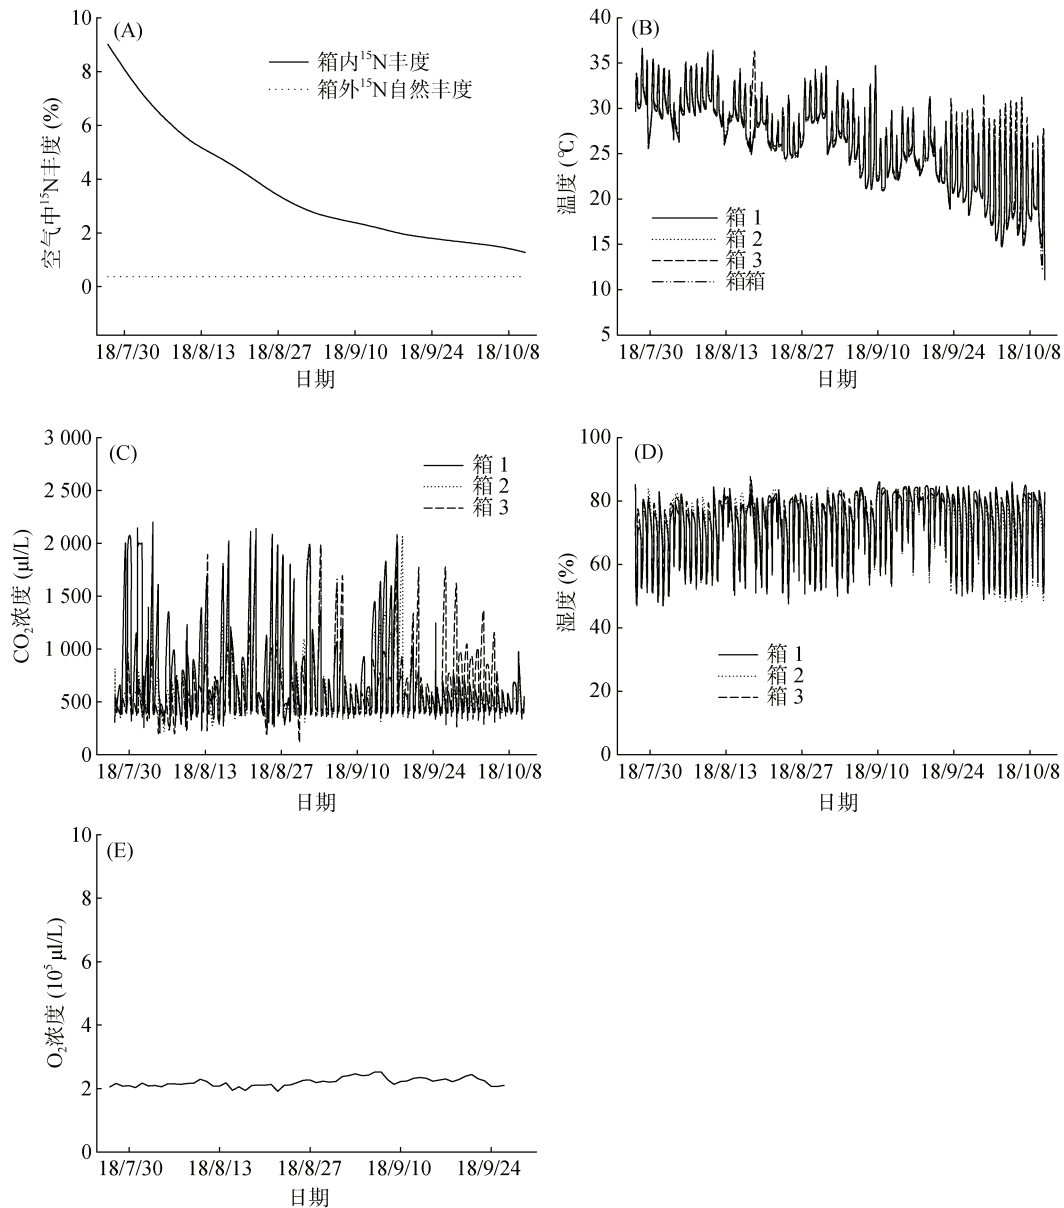 (A)
空气中¹⁵N丰度 (%)
10
8
6
4
2
0
箱内¹⁵N丰度
箱外¹⁵N自然丰度
18/7/30 18/8/13 18/8/27 18/9/10 18/9/24 18/10/8
日期
(B)
温度 (℃)
40
35
30
25
20
15
10
5
箱 1
箱 2
箱 3
箱箱
18/7/30 18/8/13 18/8/27 18/9/10 18/9/24 18/10/8
日期
(C)
CO₂浓度 (μl/L)
3 000
2 500
2 000
1 500
1 000
500
0
箱 1
箱 2
箱 3
18/7/30 18/8/13 18/8/27 18/9/10 18/9/24 18/10/8
日期
(D)
湿度 (%)
100
80
60
40
20
0
箱 1
箱 2
箱 3
18/7/30 18/8/13 18/8/27 18/9/10 18/9/24 18/10/8
日期
(E)
O₂浓度 (10⁵ μl/L)
10
8
6
4
2
0
18/7/30 18/8/13 18/8/27 18/9/10 18/9/24
日期